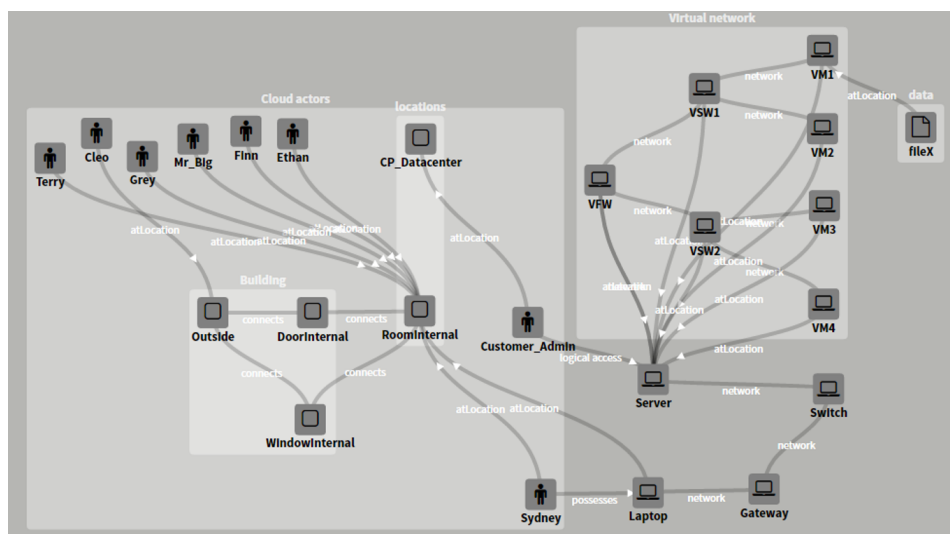 Virtual network
VM1
network
VSW1
atLocation
data
fileX
Cloud actors
locations
network
Cleo
Mr_Big
Finn
Ethan
CP_Datacenter
VM2
Terry
Grey
network
VFW
network
VM3
atLocation
atLocation
atLocation
atLocation
atLocation
VSW2
network
atLocation
network
Building
atLocation
VM4
Outside
connects
DoorInternal
connects
RoomInternal
Customer_Admin
atLocation
atLocation
logical access
connects
connects
Server
network
Switch
atLocation
atLocation
WindowInternal
network
possesses
network
Sydney
Laptop
Gateway